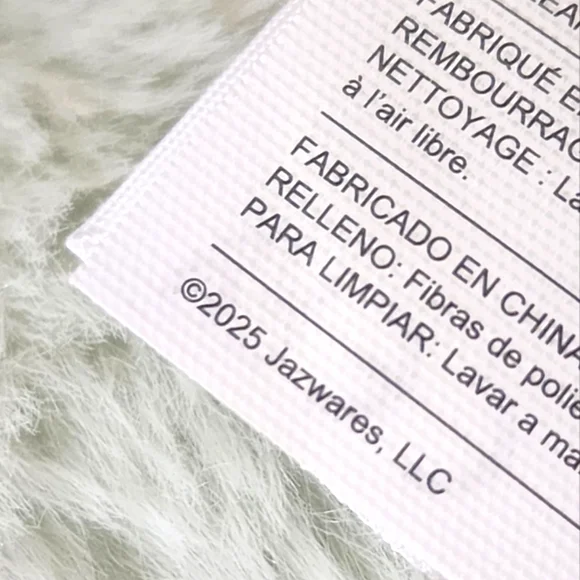 FABRIQUÉ
REMBOURRAG
NETTOYAGE : La
à l'air libre.
FABRICADO EN CHINA
RELLENO: Fibras de polié
PARA LIMPIAR: Lavar a ma
©2025 Jazwares, LLC